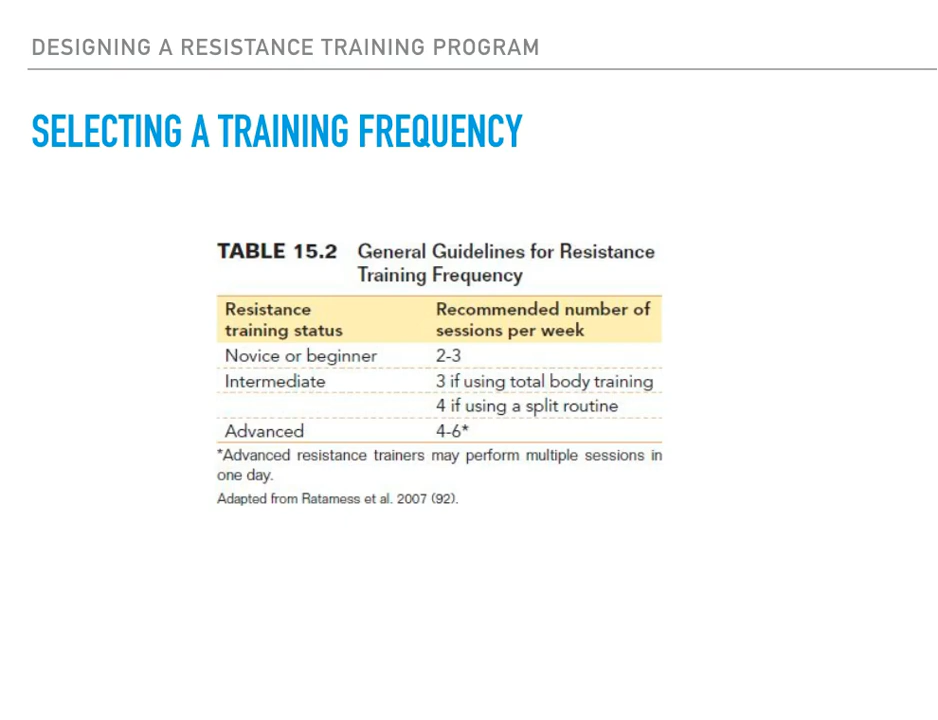 DESIGNING A RESISTANCE TRAINING PROGRAM
SELECTING A TRAINING FREQUENCY
TABLE 15.2 General Guidelines for Resistance
Training Frequency
Resistance training status Recommended number of sessions per week
Novice or beginner 2-3
Intermediate 3 if using total body training
4 if using a split routine
Advanced 4-6*
*Advanced resistance trainers may perform multiple sessions in
one day.
Adapted from Ratamess et al. 2007 (92).